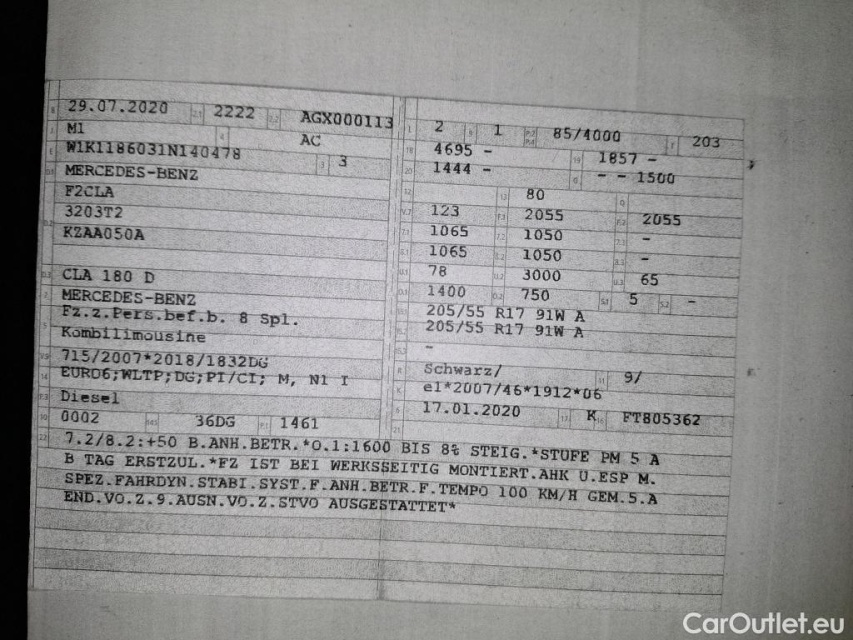 29.07.2020 2222 AGX000113
M1 AC
W1K1186031N140478 3
MERCEDES-BENZ
F2CLA
3203T2
KZAA050A
CLA 180 D
MERCEDES-BENZ
Fz.z.Pers.bef.b. 8 Spl.
Kombilimousine
715/2007*2018/1832DG
EURO6;WLTP;DG;PI/CI; M, N1 I
Diesel
0002 36DG 1461
2 1 85/4000 203
4695 - 1857 -
1444 - - - 1500
80
123 2055 2055
1065 1050 -
1065 1050 -
78 3000 65
1400 750 5 -
205/55 R17 91W A
205/55 R17 91W A
-
Schwarz/ 9/
e1*2007/46*1912*06
17.01.2020 K FT805362
7.2/8.2:+50 B.ANH.BETR.*O.1:1600 BIS 8% STEIG.*STUFE PM 5 A
B TAG ERSTZUL.*FZ IST BEI WERKSSEITIG MONTIERT.AHK U.ESP M.
SPEZ.FAHRDYN.STABI.SYST.F.ANH.BETR.F.TEMPO 100 KM/H GEM.5.A
END.VO.Z.9.AUSN.VO.Z.STVO AUSGESTATTET*
CarOutlet.eu